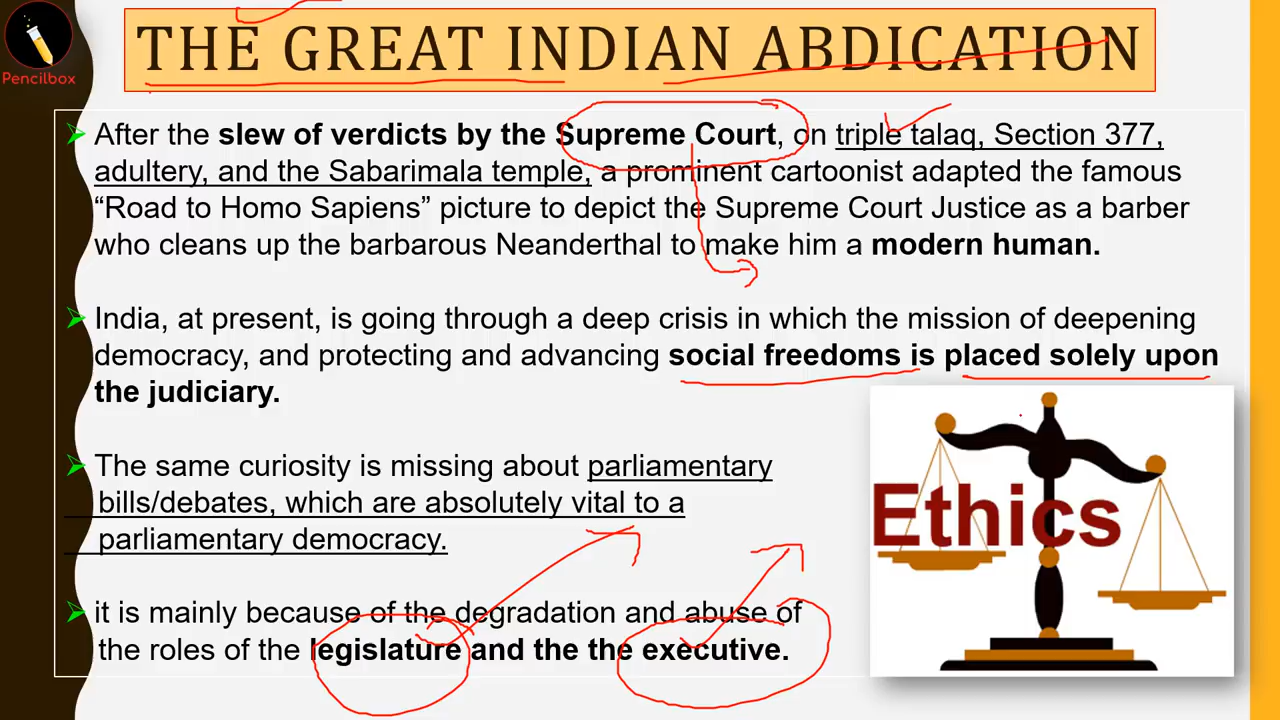 THE GREAT INDIAN ABDICATION
Pencilbox
After the slew of verdicts by the Supreme Court, on triple talaq, Section 377,
adultery, and the Sabarimala temple, a prominent cartoonist adapted the famous
“Road to Homo Sapiens” picture to depict the Supreme Court Justice as a barber
who cleans up the barbarous Neanderthal to make him a modern human.
India, at present, is going through a deep crisis in which the mission of deepening
democracy, and protecting and advancing social freedoms is placed solely upon
the judiciary.
The same curiosity is missing about parliamentary
bills/debates, which are absolutely vital to a
parliamentary democracy.
Ethics
it is mainly because of the degradation and abuse of
the roles of the legislature and the the executive.